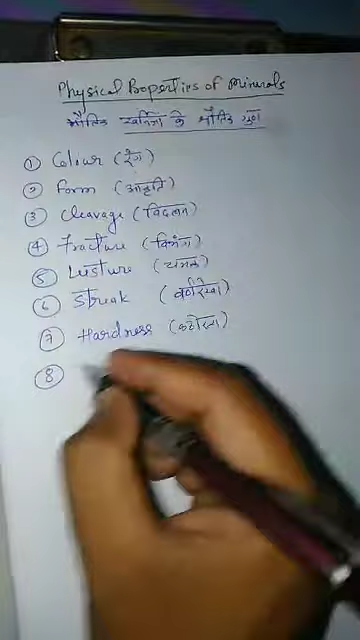 Physical Properties of Minerals
भौतिक खनिजों के भौतिक गुण
① Colour (रंग)
② Form (आकृति)
③ Cleavage (विदलन)
④ Fracture (विभंग)
⑤ Lusture (चमक)
⑥ Streak (वर्णरेखा)
⑦ Hardness (कठोरता)
⑧